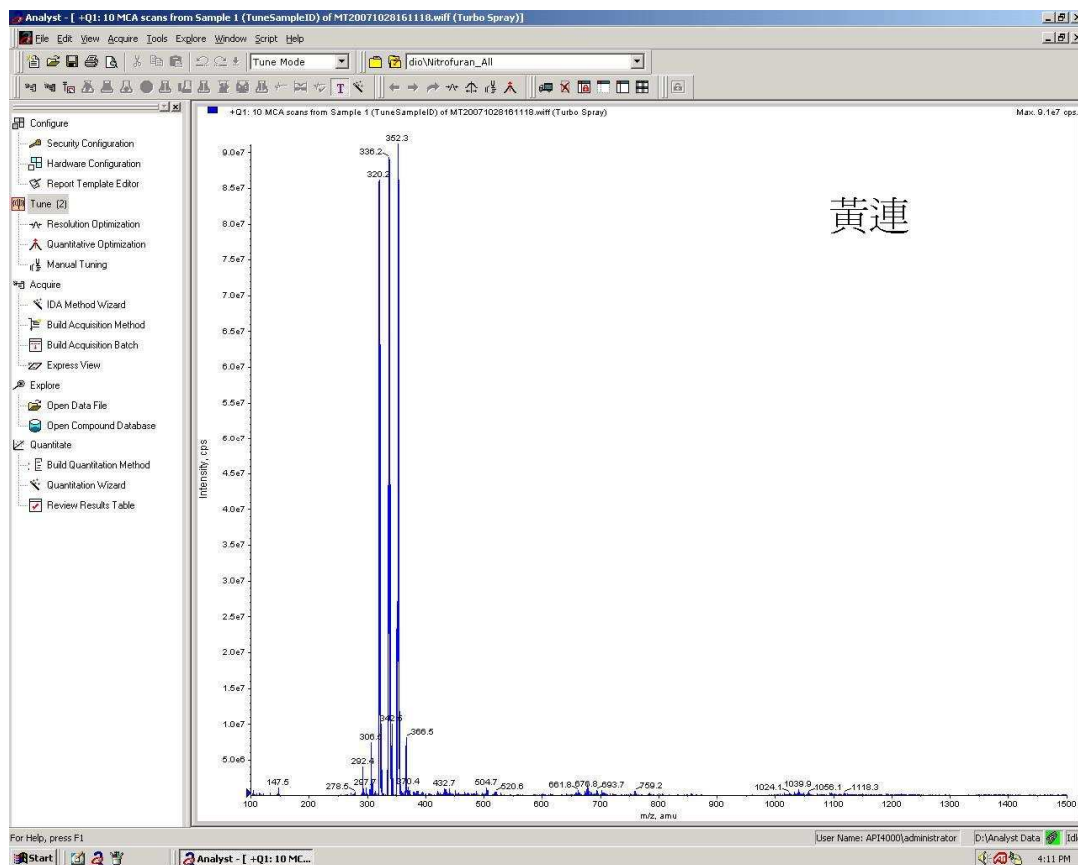 Analyst - [ +Q1: 10 MCA scans from Sample 1 (TuneSampleID) of MT20071028161118.wiff (Turbo Spray)]
File Edit View Acquire Tools Explore Window Script Help
Tune Mode
dio\Nitrofuran_All
Configure
Security Configuration
Hardware Configuration
Report Template Editor
Tune (2)
Resolution Optimization
Quantitative Optimization
Manual Tuning
Acquire
IDA Method Wizard
Build Acquisition Method
Build Acquisition Batch
Express View
Explore
Open Data File
Open Compound Database
Quantitate
Build Quantitation Method
Quantitation Wizard
Review Results Table
+Q1: 10 MCA scans from Sample 1 (TuneSampleID) of MT20071028161118.wiff (Turbo Spray)
Max. 9.1e7 cps.
黃連
352.3
336.2
320.2
342.5
306.5
366.5
292.4
297.7
370.4
147.5
278.5
432.7
504.7
520.6
661.8
676.8
693.7
759.2
1024.1
1039.9
1056.1
1118.3
Intensity, cps
9.0e7
8.5e7
8.0e7
7.5e7
7.0e7
6.5e7
6.0e7
5.5e7
5.0e7
4.5e7
4.0e7
3.5e7
3.0e7
2.5e7
2.0e7
1.5e7
1.0e7
5.0e6
100 200 300 400 500 600 700 800 900 1000 1100 1200 1300 1400 1500
m/z, amu
For Help, press F1
User Name: API4000\administrator
D:\Analyst Data
Idl
Start
Analyst - [ +Q1: 10 MC...
4:11 PM